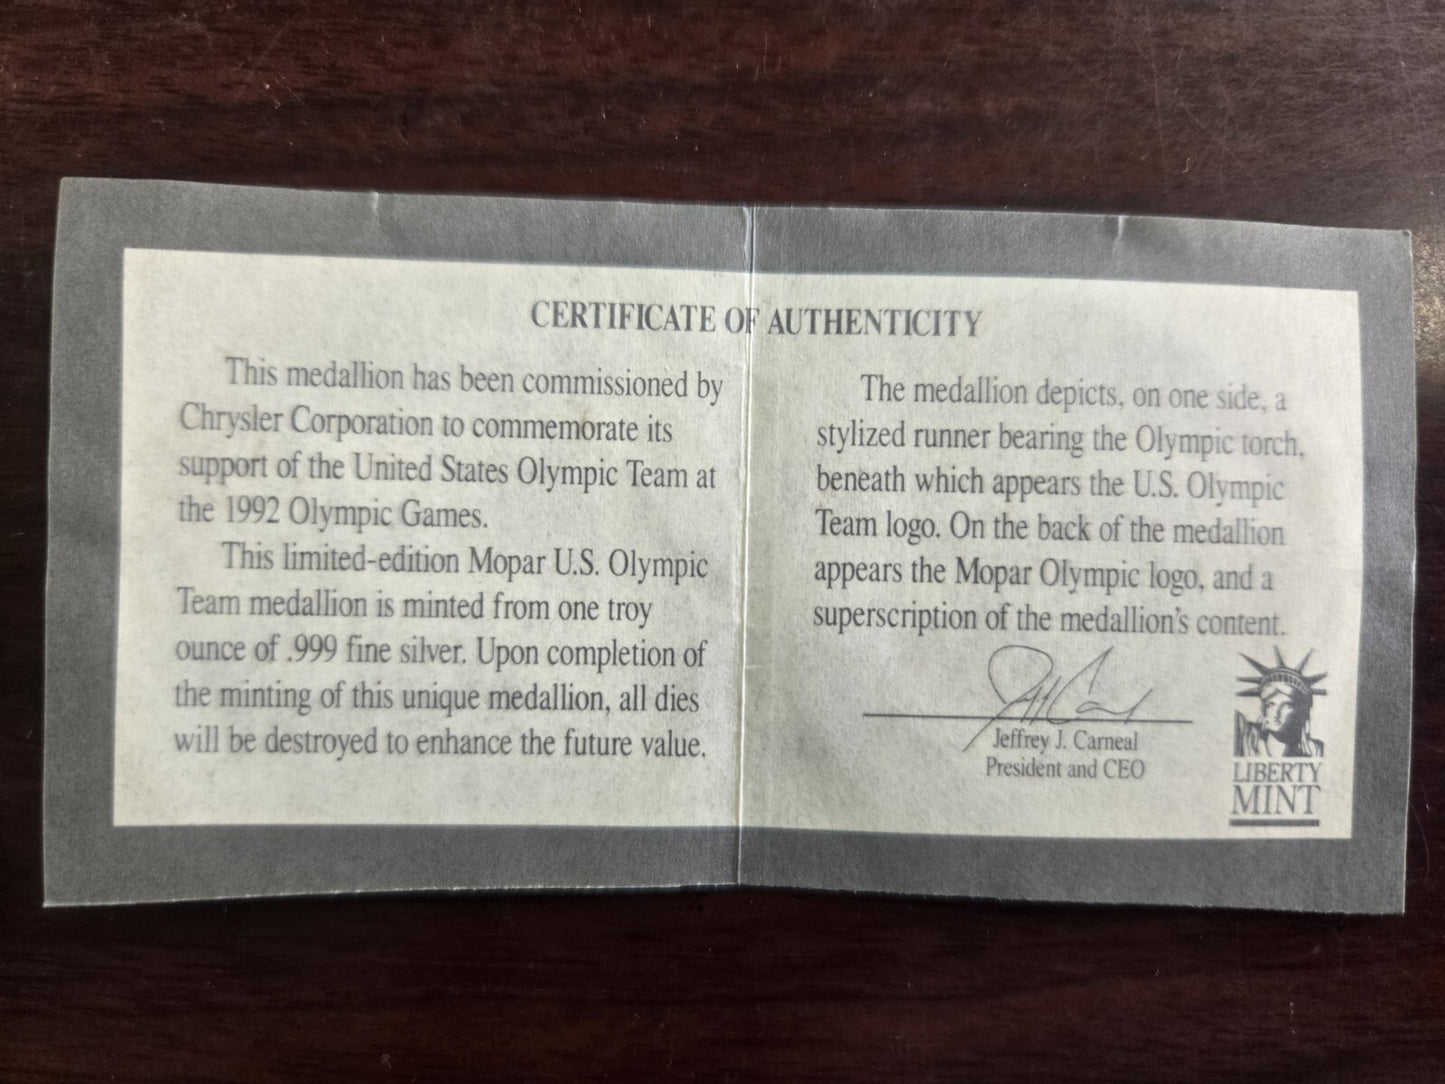 CERTIFICATE OF AUTHENTICITY
This medallion has been commissioned by
Chrysler Corporation to commemorate its
support of the United States Olympic Team at
the 1992 Olympic Games.
This limited-edition Mopar U.S. Olympic
Team medallion is minted from one troy
ounce of .999 fine silver. Upon completion of
the minting of this unique medallion, all dies
will be destroyed to enhance the future value.
The medallion depicts, on one side, a
stylized runner bearing the Olympic torch,
beneath which appears the U.S. Olympic
Team logo. On the back of the medallion
appears the Mopar Olympic logo, and a
superscription of the medallion's content.
Jeffrey J. Carneal
President and CEO
LIBERTY
MINT